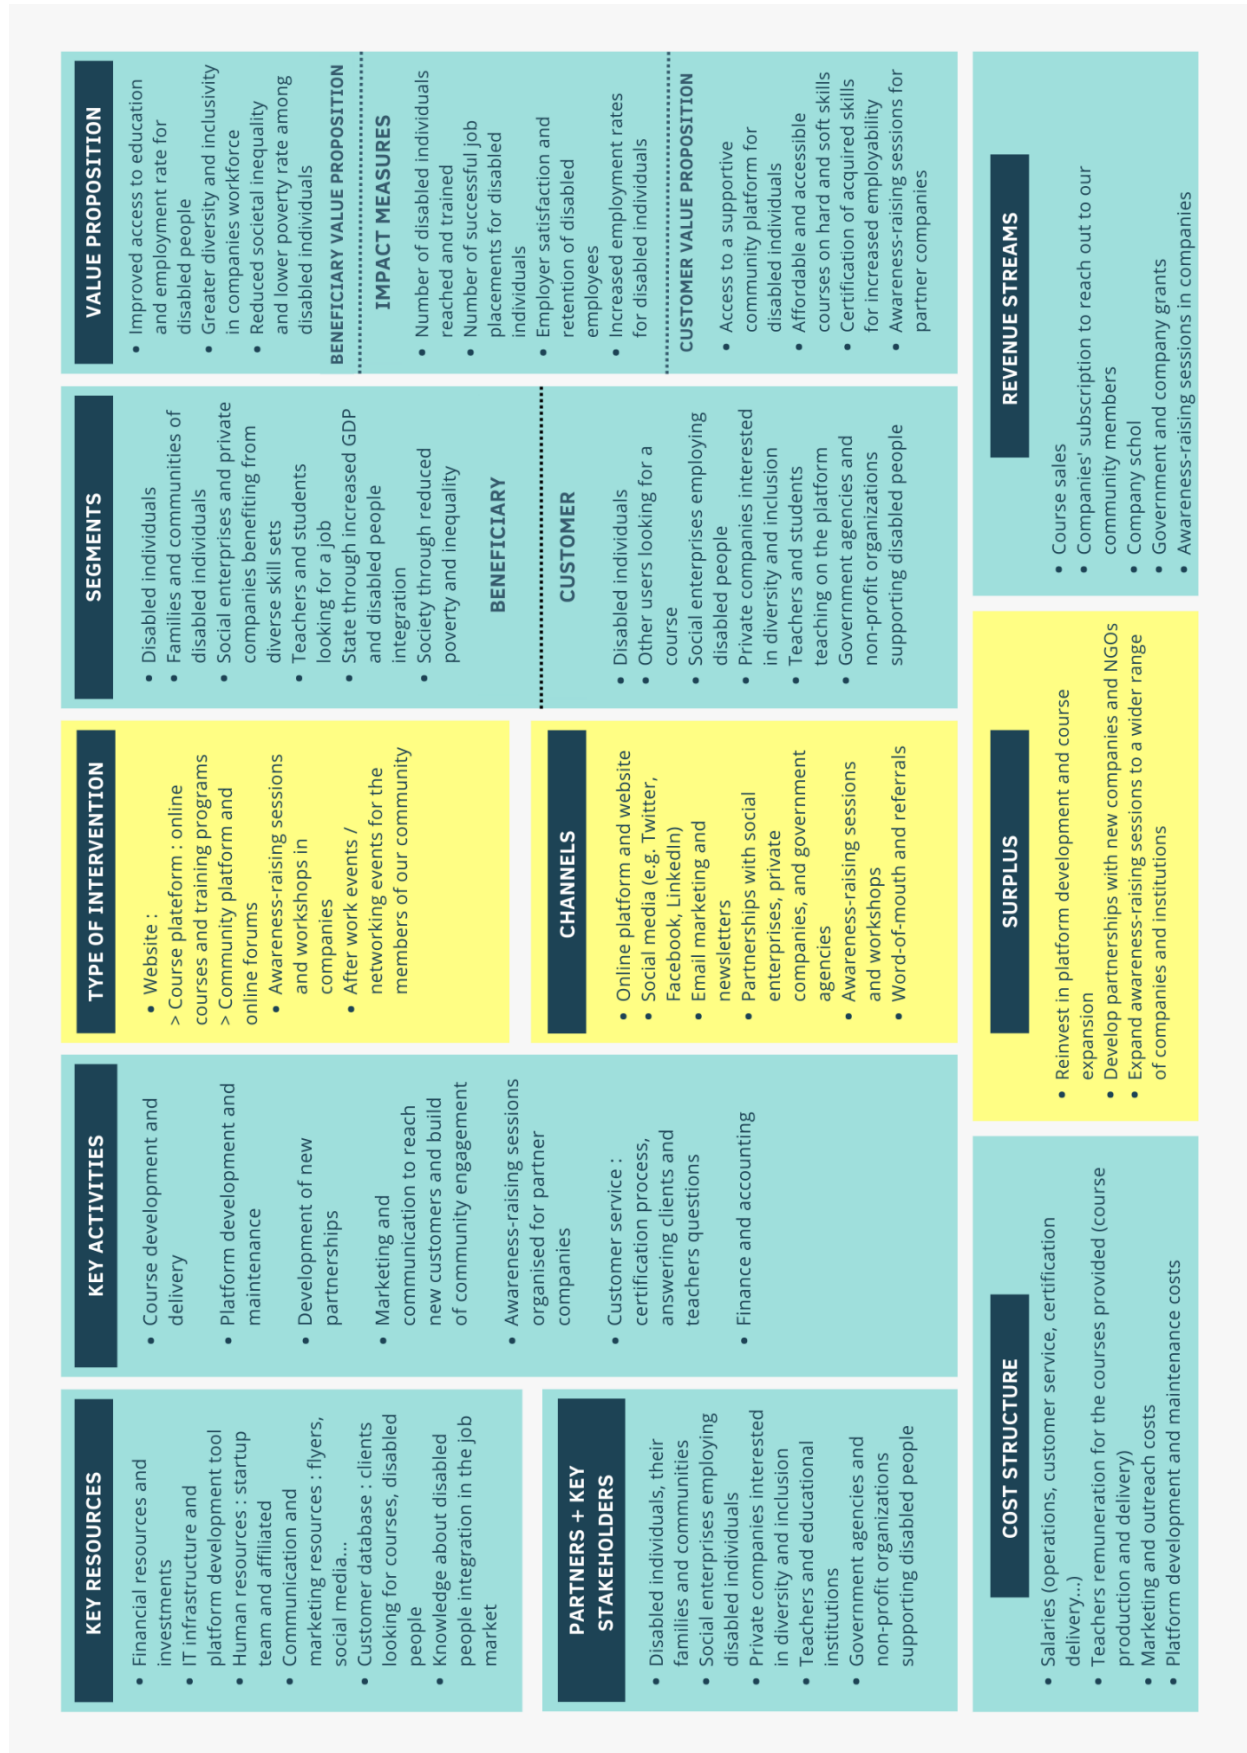 KEY RESOURCES
• Financial resources and
investments
• IT infrastructure and
platform development tool
• Human resources : startup
team and affiliated
• Communication and
marketing resources : flyers,
social media...
• Customer database : clients
looking for courses, disabled
people
• Knowledge about disabled
people integration in the job
market
PARTNERS + KEY
STAKEHOLDERS
• Disabled individuals, their
families and communities
• Social enterprises employing
disabled individuals
• Private companies interested
in diversity and inclusion
• Teachers and educational
institutions
• Government agencies and
non-profit organizations
supporting disabled people
KEY ACTIVITIES
• Course development and
delivery
• Platform development and
maintenance
• Development of new
partnerships
• Marketing and
communication to reach
new customers and build
of community engagement
• Awareness-raising sessions
organised for partner
companies
• Customer service :
certification process,
answering clients and
teachers questions
• Finance and accounting
TYPE OF INTERVENTION
• Website :
> Course plateform : online
courses and training programs
> Community platform and
online forums
• Awareness-raising sessions
and workshops in
companies
• After work events /
networking events for the
members of our community
CHANNELS
• Online platform and website
• Social media (e.g. Twitter,
Facebook, LinkedIn)
• Email marketing and
newsletters
• Partnerships with social
enterprises, private
companies, and government
agencies
• Awareness-raising sessions
and workshops
• Word-of-mouth and referrals
SEGMENTS
• Disabled individuals
• Families and communities of
disabled individuals
• Social enterprises and private
companies benefiting from
diverse skill sets
• Teachers and students
looking for a job
• State through increased GDP
and disabled people
integration
• Society through reduced
poverty and inequality
BENEFICIARY
CUSTOMER
• Disabled individuals
• Other users looking for a
course
• Social enterprises employing
disabled people
• Private companies interested
in diversity and inclusion
• Teachers and students
teaching on the platform
• Government agencies and
non-profit organizations
supporting disabled people
VALUE PROPOSITION
• Improved access to education
and employment rate for
disabled people
• Greater diversity and inclusivity
in companies workforce
• Reduced societal inequality
and lower poverty rate among
disabled individuals
BENEFICIARY VALUE PROPOSITION
IMPACT MEASURES
• Number of disabled individuals
reached and trained
• Number of successful job
placements for disabled
individuals
• Employer satisfaction and
retention of disabled
employees
• Increased employment rates
for disabled individuals
CUSTOMER VALUE PROPOSITION
• Access to a supportive
community platform for
disabled individuals
• Affordable and accessible
courses on hard and soft skills
• Certification of acquired skills
for increased employability
• Awareness-raising sessions for
partner companies
COST STRUCTURE
• Salaries (operations, customer service, certification
delivery...)
• Teachers remuneration for the courses provided (course
production and delivery)
• Marketing and outreach costs
• Platform development and maintenance costs
SURPLUS
• Reinvest in platform development and course
expansion
• Develop partnerships with new companies and NGOs
• Expand awareness-raising sessions to a wider range
of companies and institutions
REVENUE STREAMS
• Course sales
• Companies' subscription to reach out to our
community members
• Company schol
• Government and company grants
• Awareness-raising sessions in companies